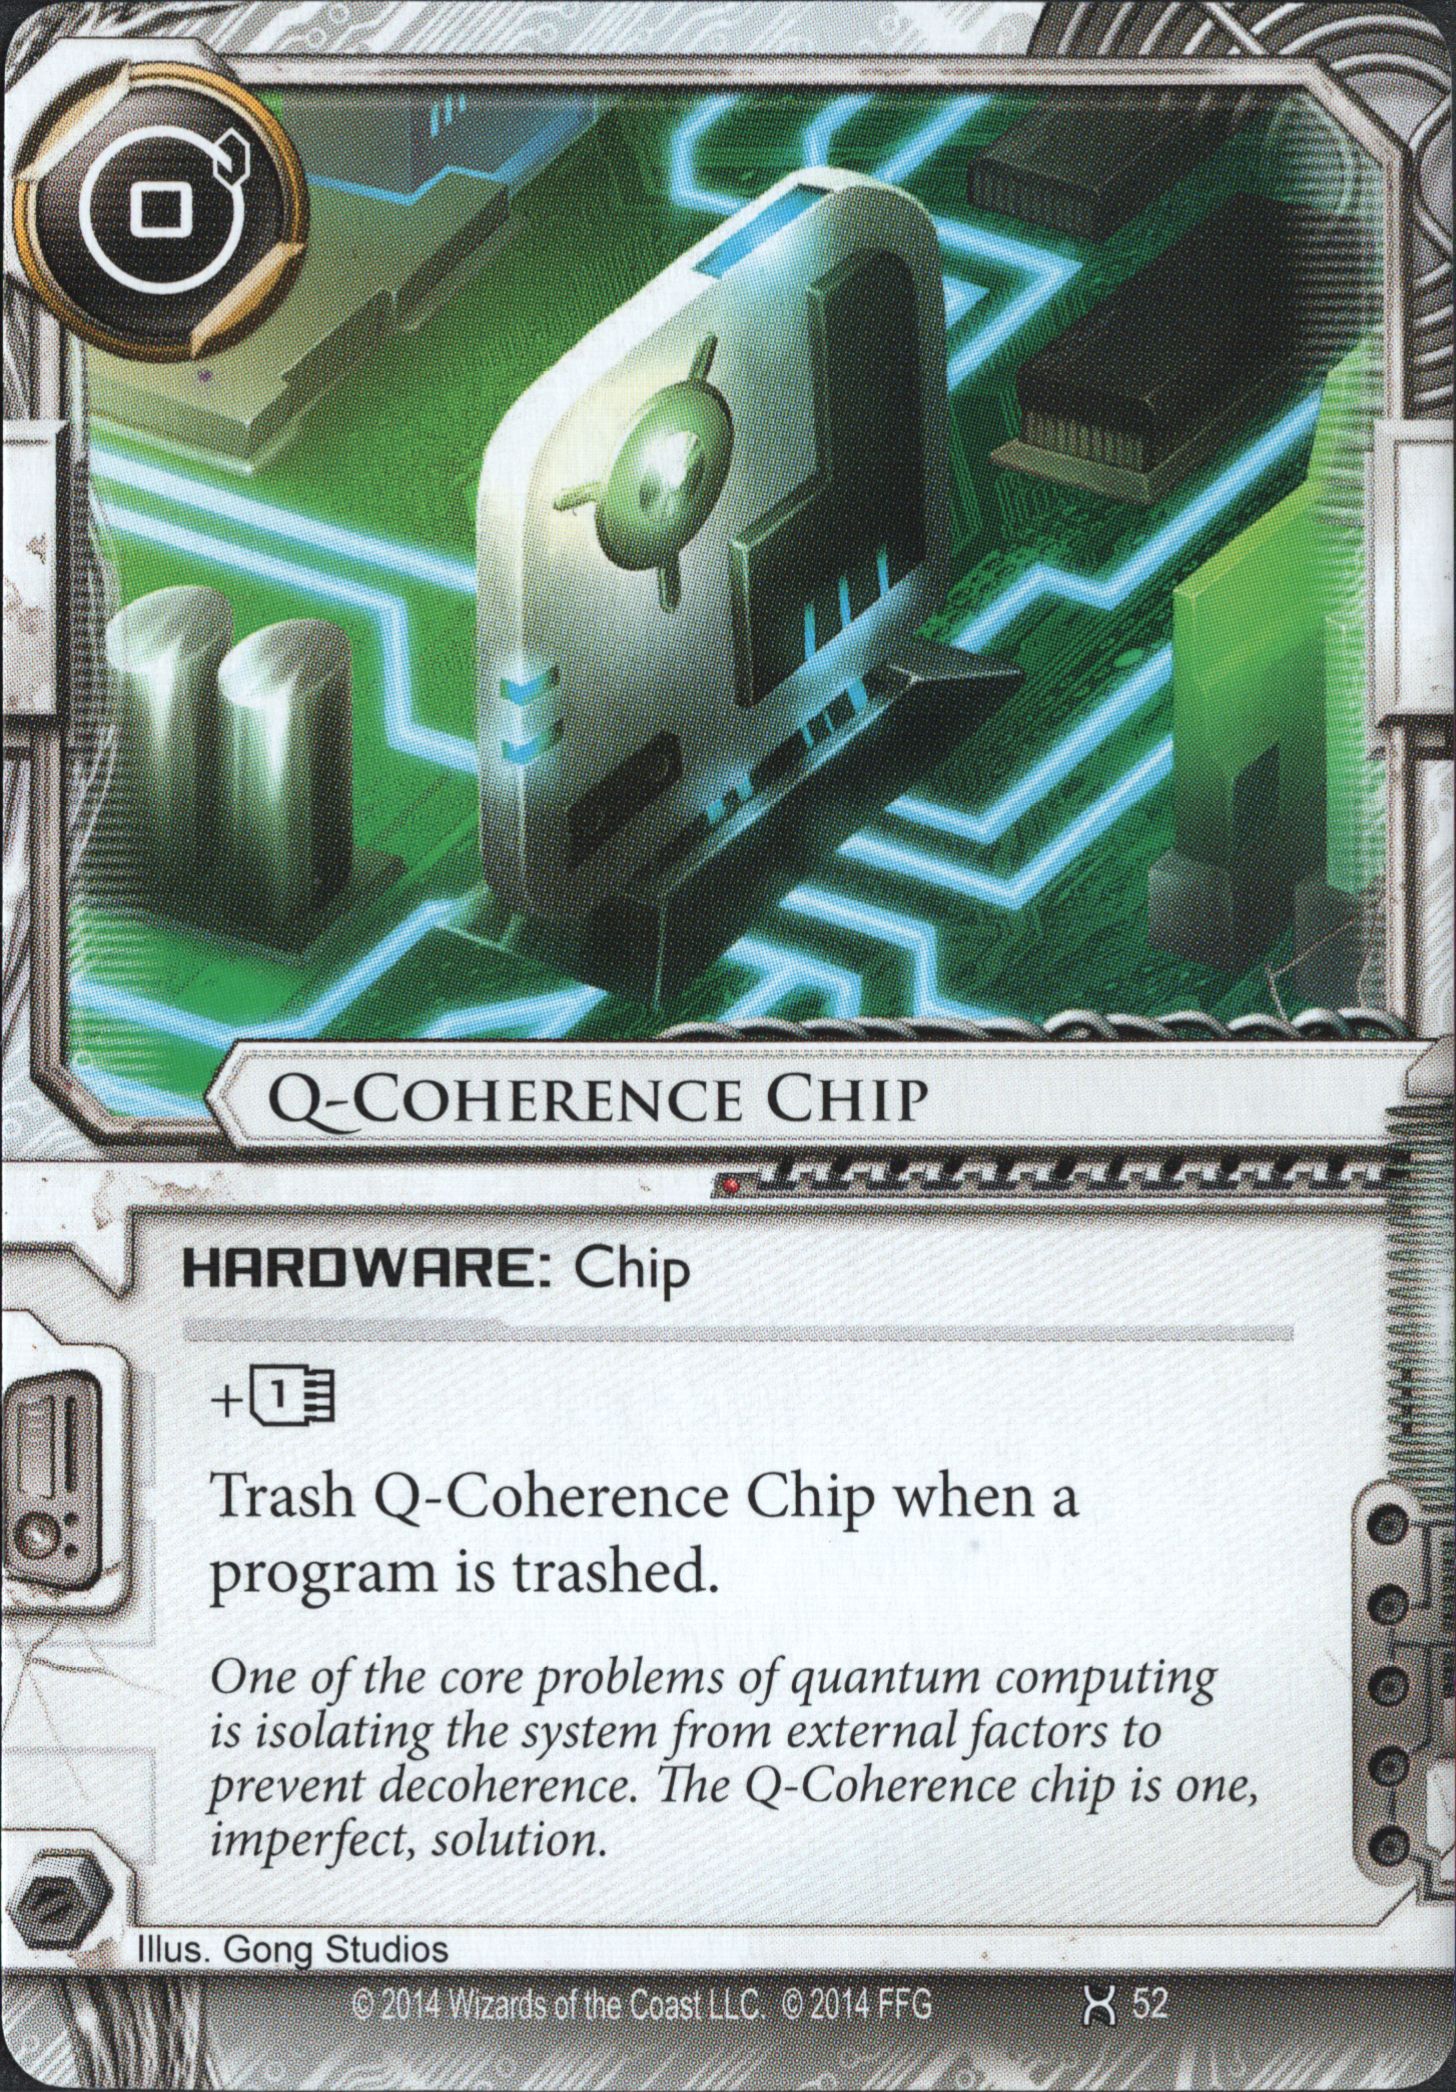 0
Q-Coherence Chip
HARDWARE: Chip
+1
Trash Q-Coherence Chip when a
program is trashed.
One of the core problems of quantum computing
is isolating the system from external factors to
prevent decoherence. The Q-Coherence chip is one,
imperfect, solution.
Illus. Gong Studios
© 2014 Wizards of the Coast LLC. © 2014 FFG
52